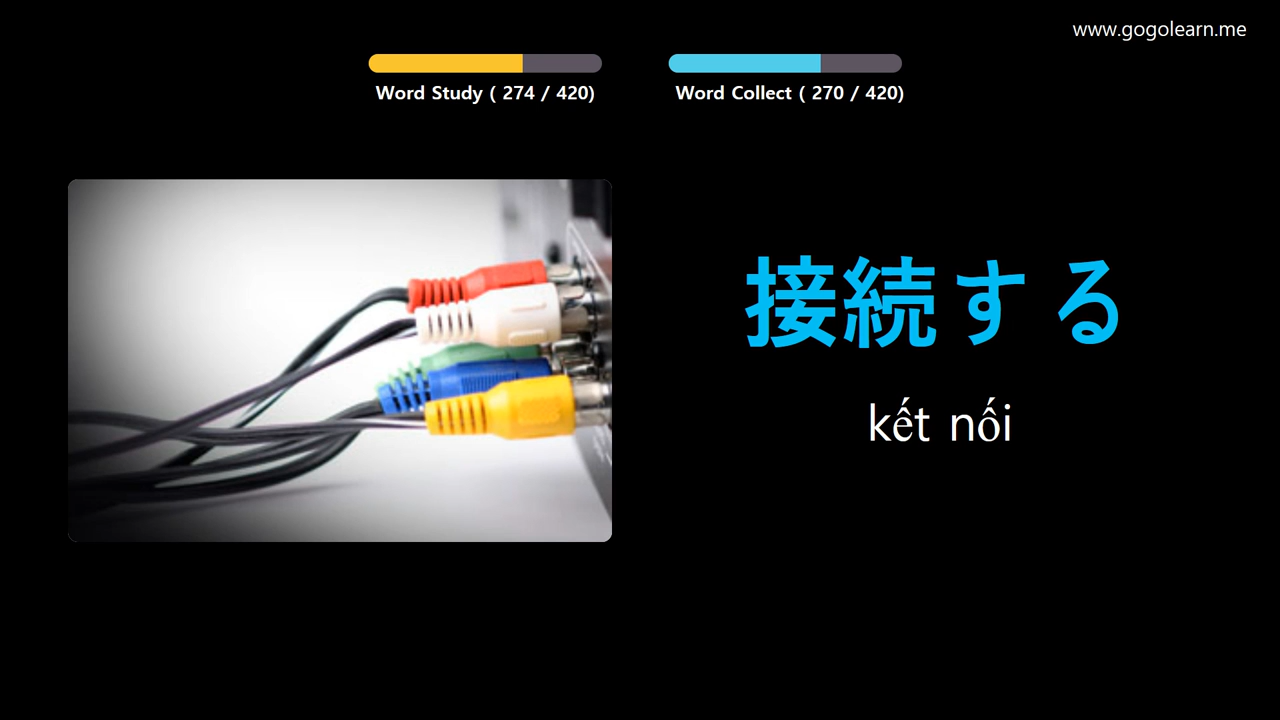 www.gogolearn.me
Word Study ( 274 / 420)
Word Collect ( 270 / 420)
接続する
kết nối